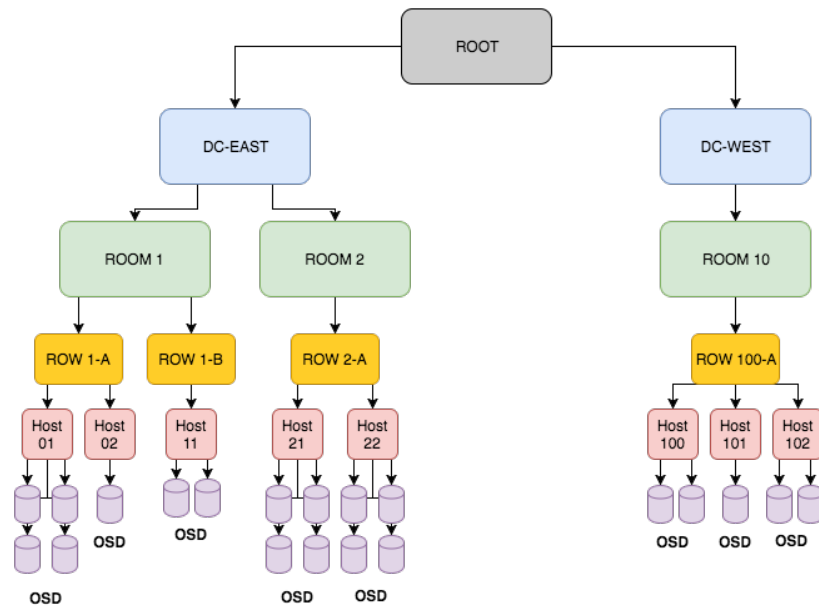 ROOT
DC-EAST
DC-WEST
ROOM 1
ROOM 2
ROOM 10
ROW 1-A
ROW 1-B
ROW 2-A
ROW 100-A
Host
01
Host
02
Host
11
Host
21
Host
22
Host
100
Host
101
Host
102
OSD
OSD
OSD
OSD
OSD
OSD
OSD
OSD